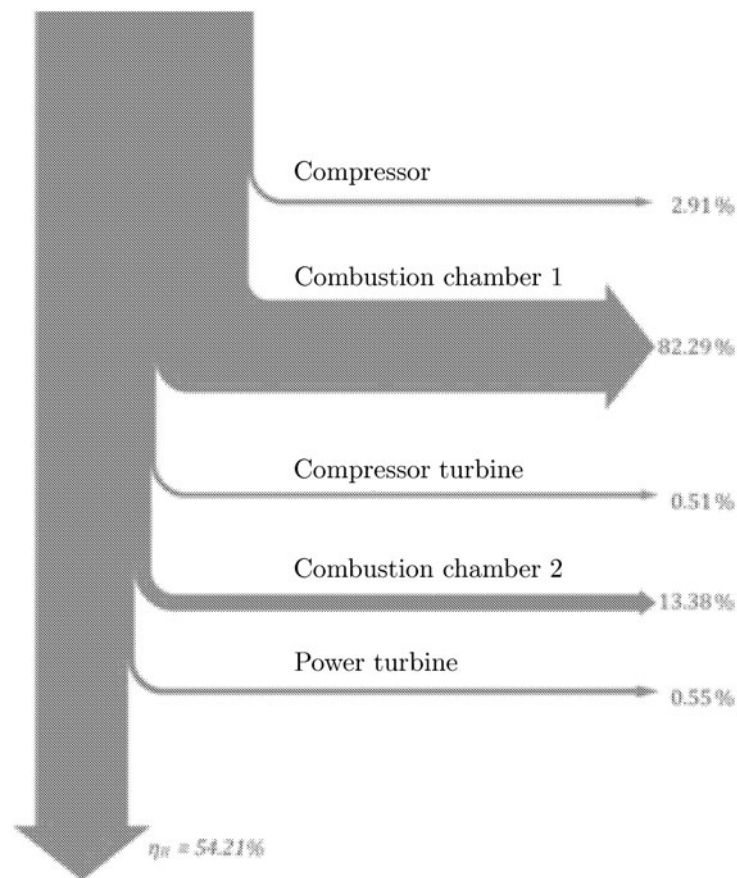 Compressor
2.91%
Combustion chamber 1
82.29%
Compressor turbine
0.51%
Combustion chamber 2
13.38%
Power turbine
0.55%
η_II = 54.21%